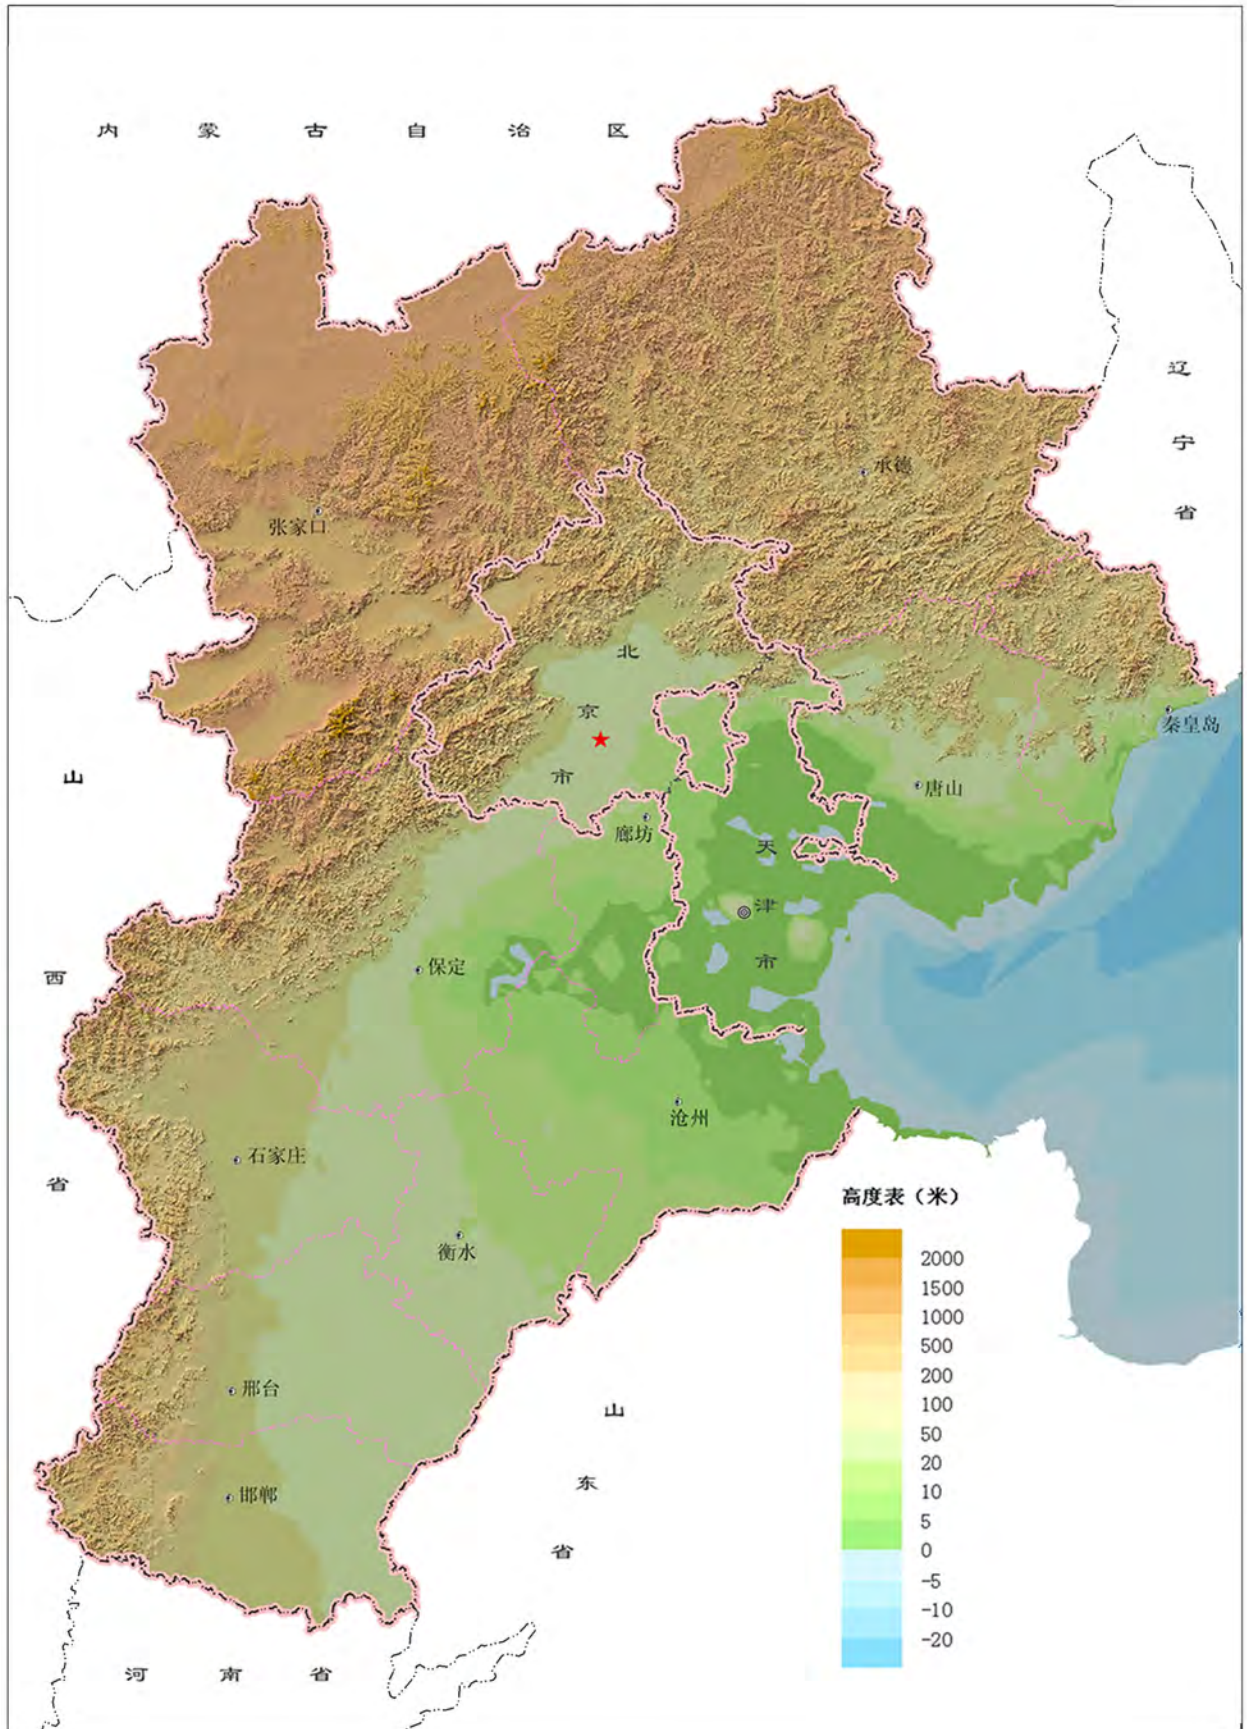 内蒙古自治区
辽宁省
承德
张家口
北京市
秦皇岛
唐山
廊坊
天津市
保定
山西省
沧州
石家庄
衡水
高度表（米）
2000
1500
1000
500
200
100
50
20
10
5
0
-5
-10
-20
邢台
山东省
邯郸
河南省